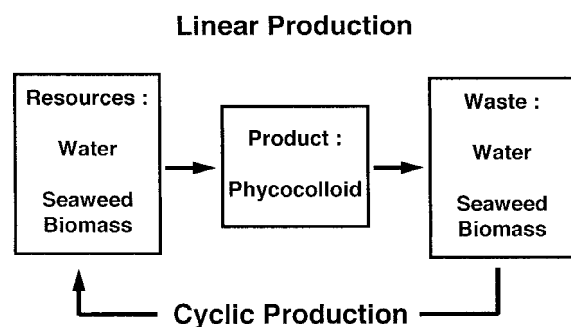 Linear Production
Resources :
Water
Seaweed
Biomass
Product :
Phycocolloid
Waste :
Water
Seaweed
Biomass
Cyclic Production